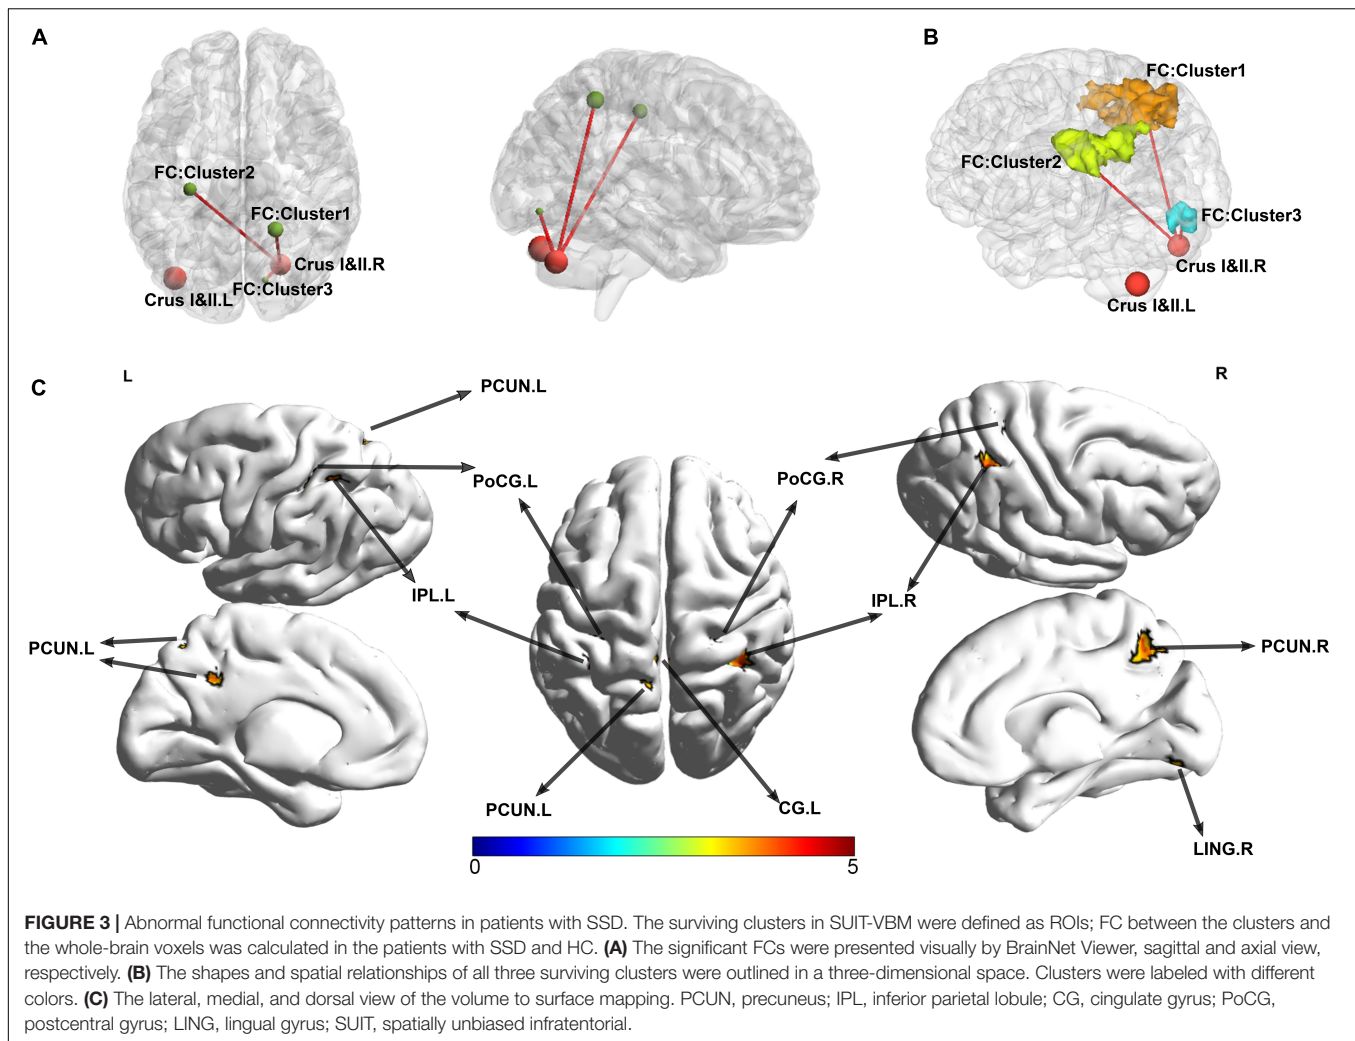 A
B
FC:Cluster1
FC:Cluster2
FC:Cluster2
FC:Cluster1
FC:Cluster3
Crus I&II.R
Crus I&II.R
FC:Cluster3
Crus I&II.L
Crus I&II.L
C
L
R
PCUN.L
PoCG.L
PoCG.R
IPL.L
IPL.R
PCUN.L
PCUN.R
PCUN.L
CG.L
LING.R
0
5
FIGURE 3 | Abnormal functional connectivity patterns in patients with SSD. The surviving clusters in SUIT-VBM were defined as ROIs; FC between the clusters and
the whole-brain voxels was calculated in the patients with SSD and HC. (A) The significant FCs were presented visually by BrainNet Viewer, sagittal and axial view,
respectively. (B) The shapes and spatial relationships of all three surviving clusters were outlined in a three-dimensional space. Clusters were labeled with different
colors. (C) The lateral, medial, and dorsal view of the volume to surface mapping. PCUN, precuneus; IPL, inferior parietal lobule; CG, cingulate gyrus; PoCG,
postcentral gyrus; LING, lingual gyrus; SUIT, spatially unbiased infratentorial.